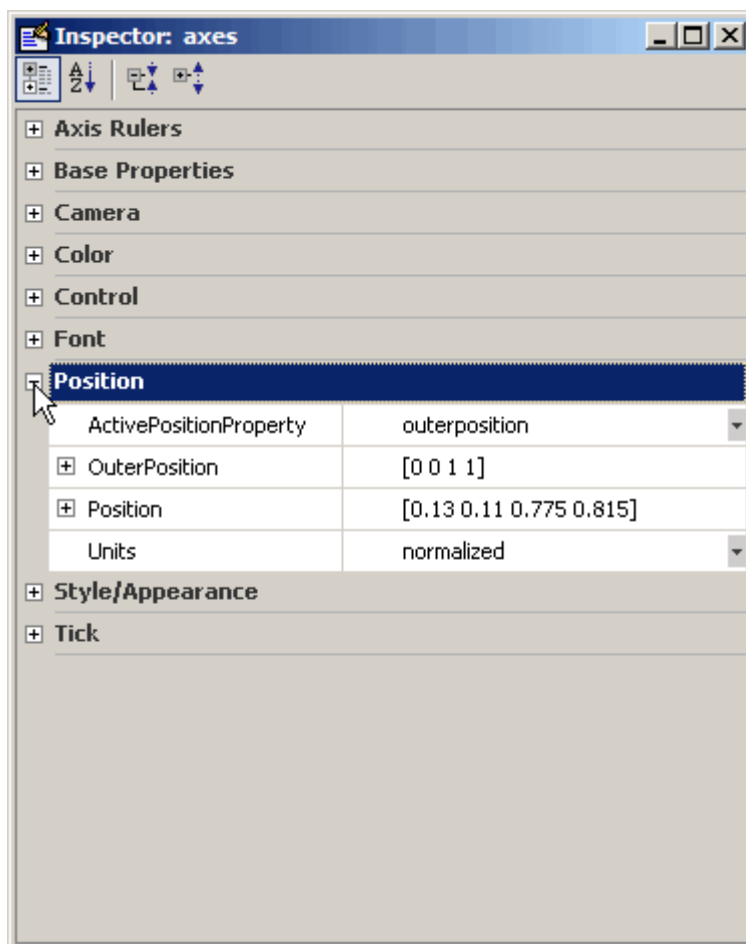 Inspector: axes
A
Z
Axis Rulers
Base Properties
Camera
Color
Control
Font
Position
ActivePositionProperty outerposition
OuterPosition [0 0 1 1]
Position [0.13 0.11 0.775 0.815]
Units normalized
Style/Appearance
Tick